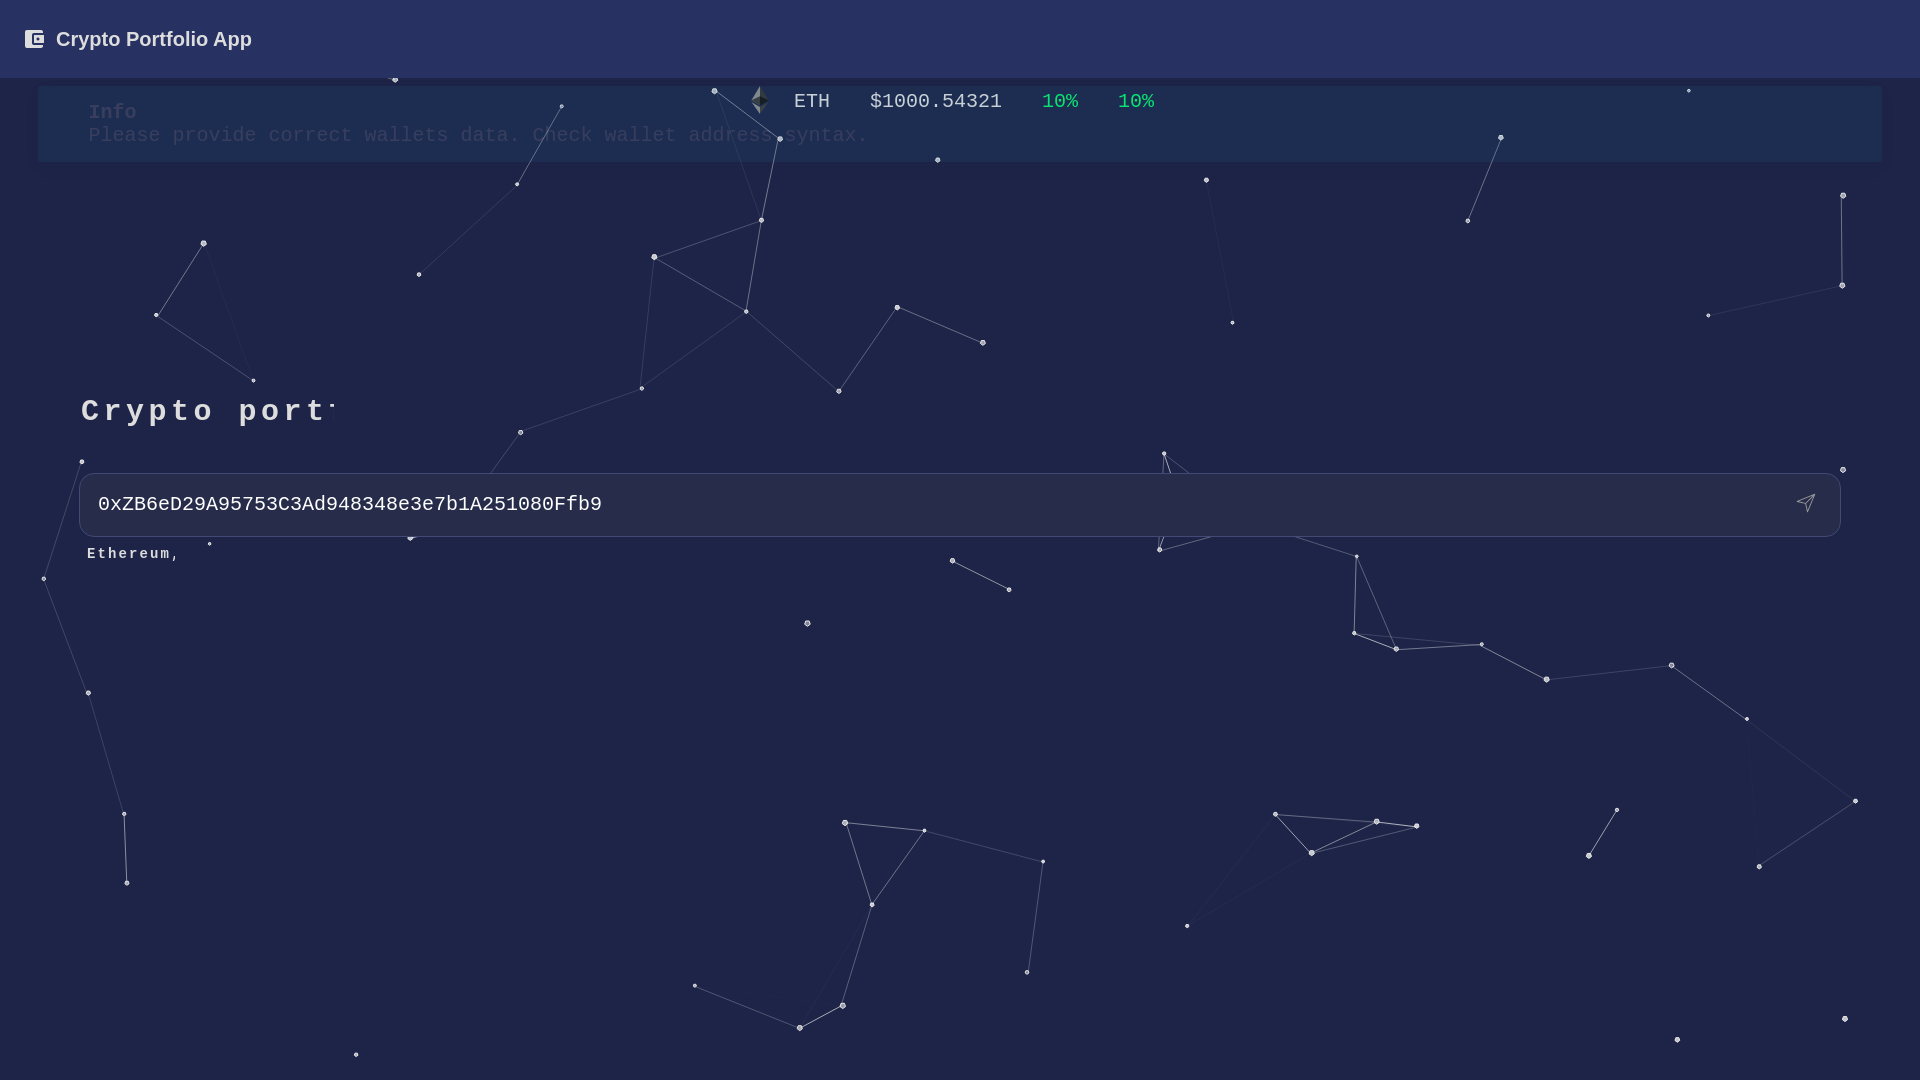 Crypto Portfolio App
ETH $1000.54321 10% 10%
Info
Please provide correct wallets data. Check wallet address syntax.
Crypto port
0xZB6eD29A95753C3Ad948348e3e7b1A251080Ffb9
Ethereum,